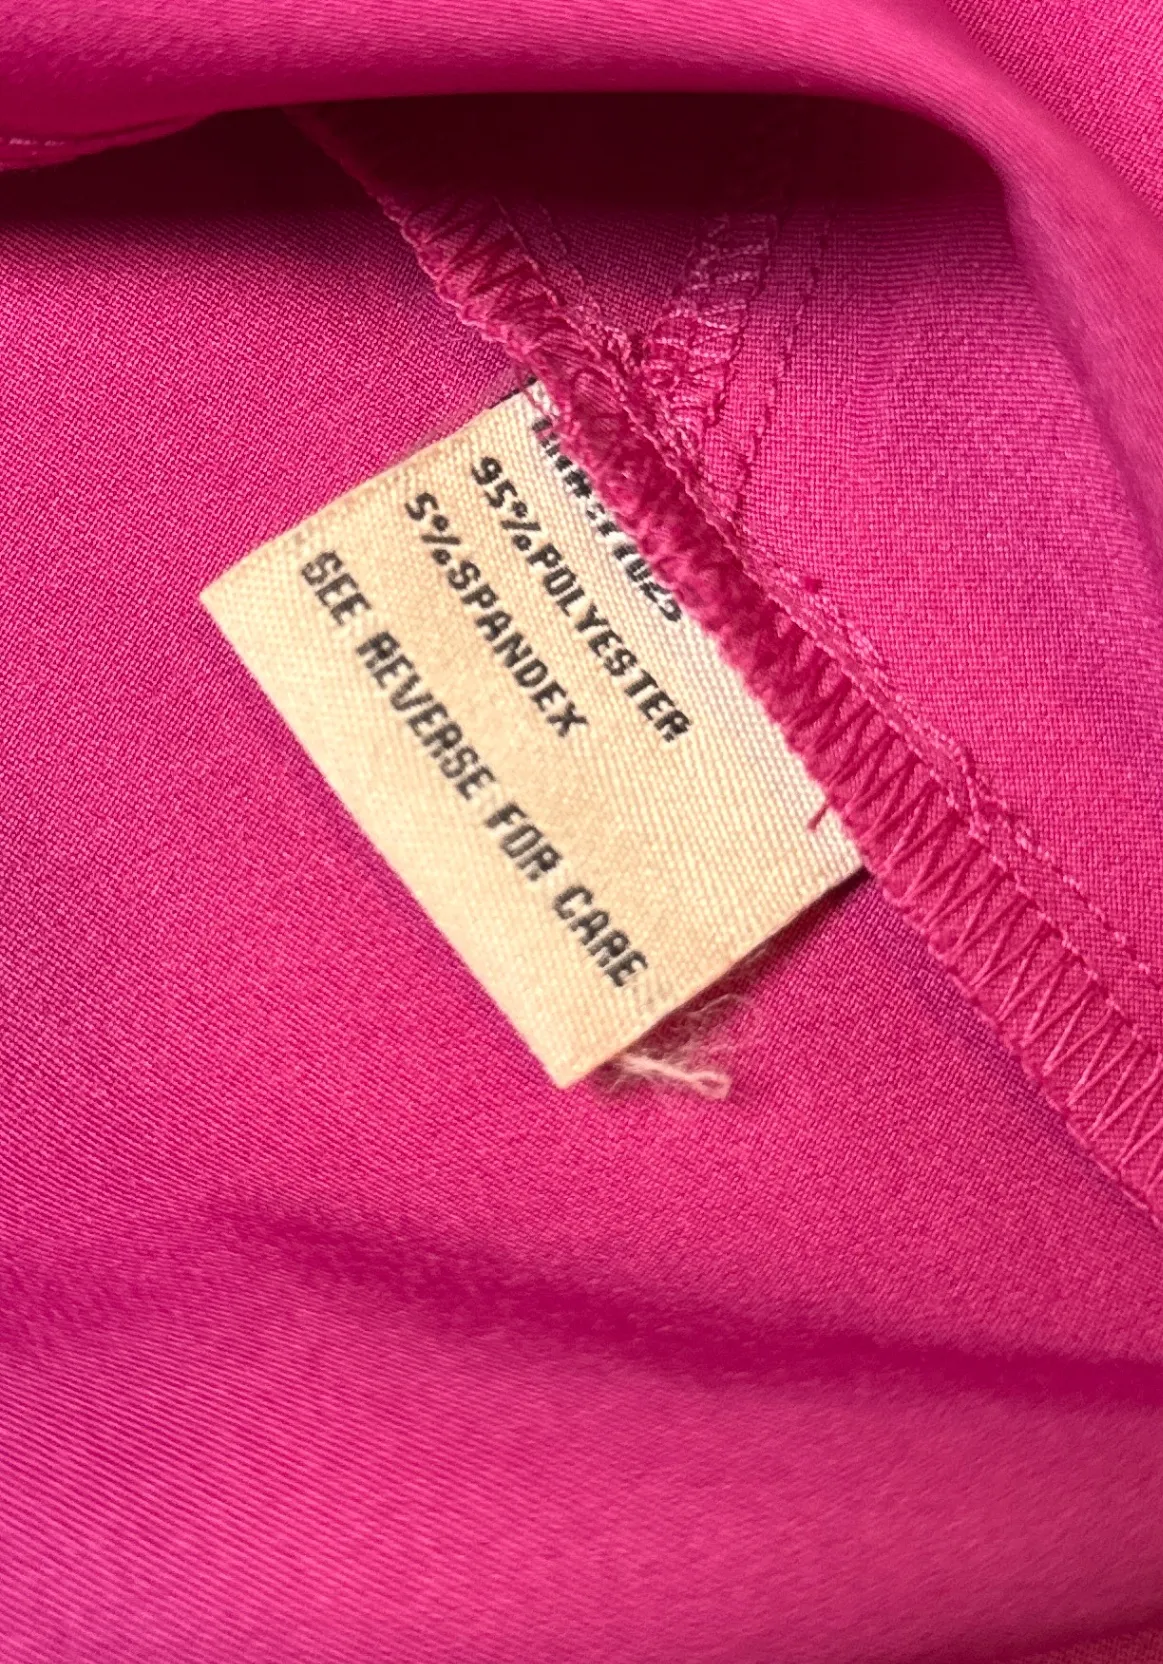 95%POLYESTER
5%SPANDEX
SEE REVERSE FOR CARE